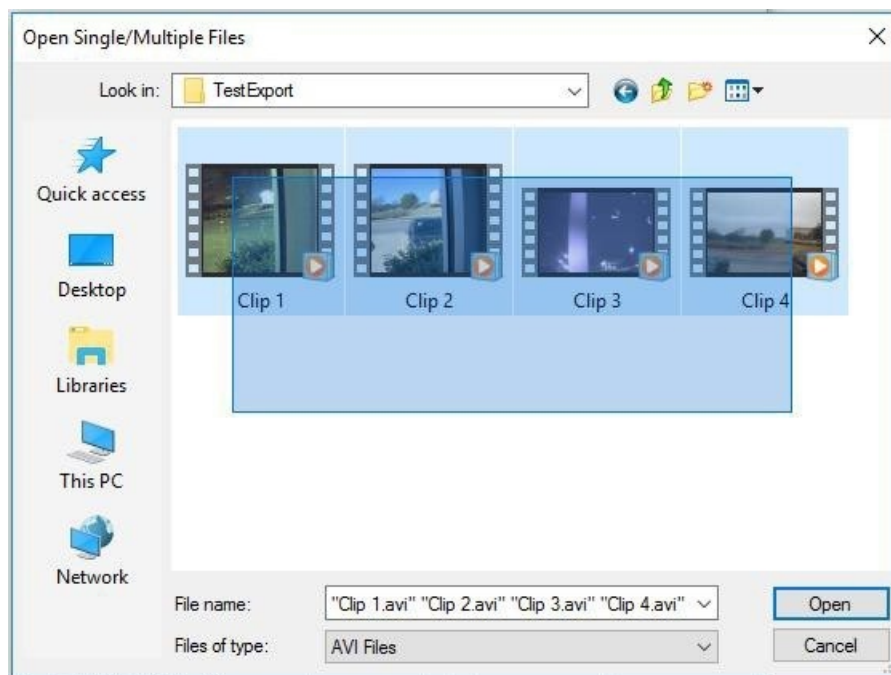 Open Single/Multiple Files
Look in: TestExport
Quick access
Desktop
Libraries
This PC
Network
Clip 1 Clip 2 Clip 3 Clip 4
File name: "Clip 1.avi" "Clip 2.avi" "Clip 3.avi" "Clip 4.avi" Open
Files of type: AVI Files Cancel